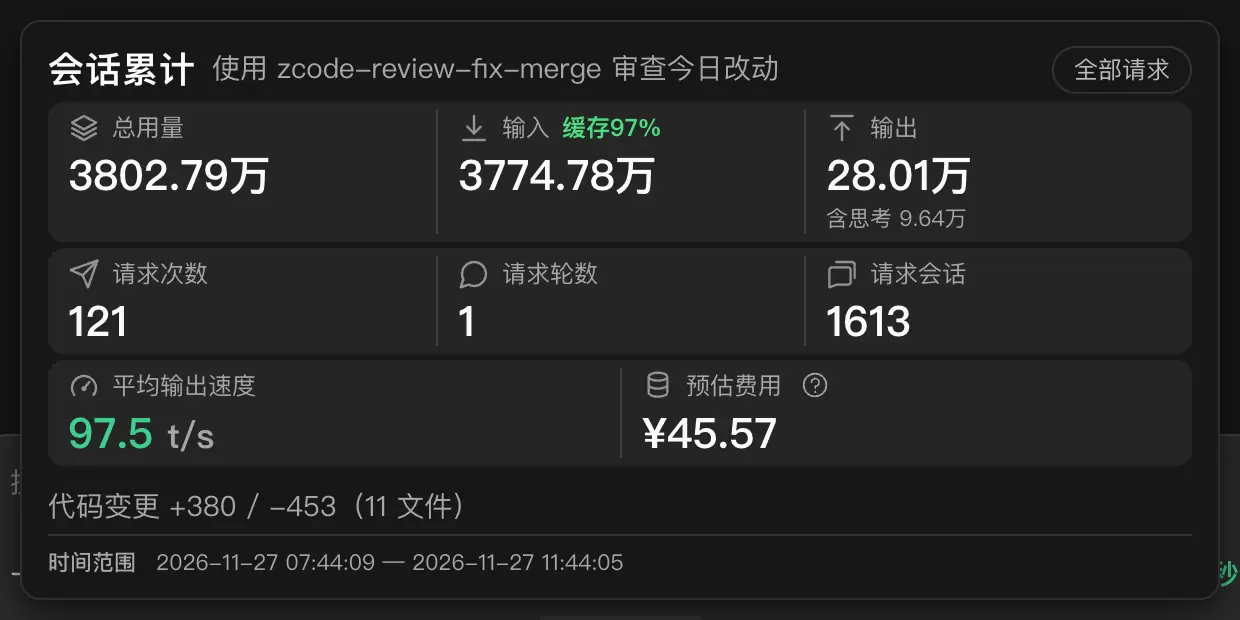 会话累计 使用 zcode-review-fix-merge 审查今日改动 全部请求
总用量 输入 缓存97% 输出
3802.79万 3774.78万 28.01万
含思考 9.64万
请求次数 请求轮数 请求会话
121 1 1613
平均输出速度 预估费用 ?
97.5 t/s ¥45.57
代码变更 +380 / -453（11 文件）
时间范围 2026-11-27 07:44:09 — 2026-11-27 11:44:05
秒